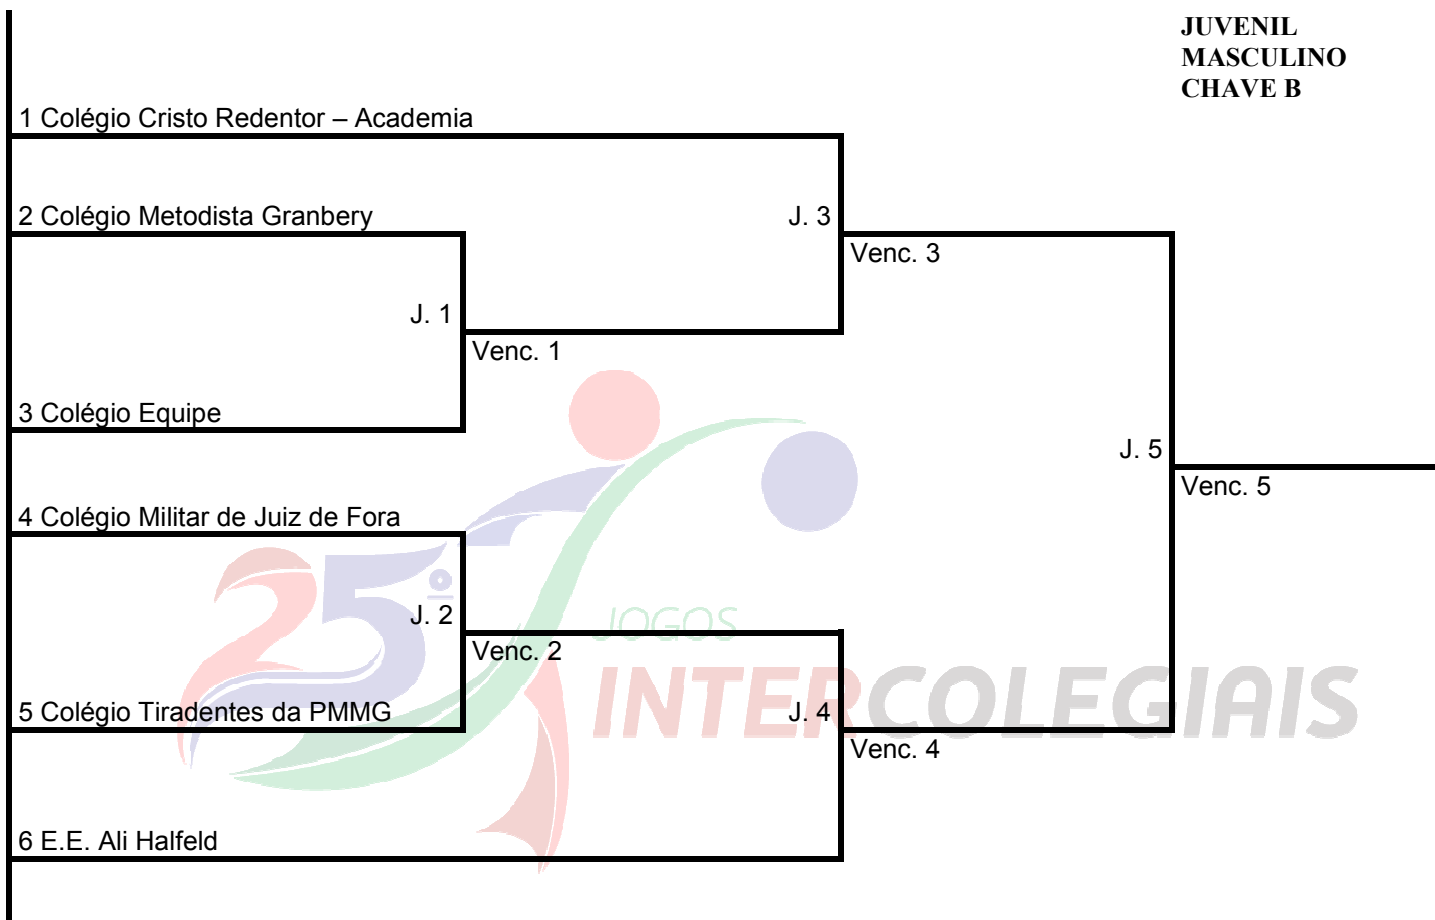 JUVENIL
MASCULINO
CHAVE B
1 Colégio Cristo Redentor – Academia
2 Colégio Metodista Granbery
J. 3
Venc. 3
J. 1
Venc. 1
3 Colégio Equipe
J. 5
Venc. 5
4 Colégio Militar de Juiz de Fora
25º
J. 2
JOGOS
Venc. 2
INTERCOLEGIAIS
5 Colégio Tiradentes da PMMG
J. 4
Venc. 4
6 E.E. Ali Halfeld